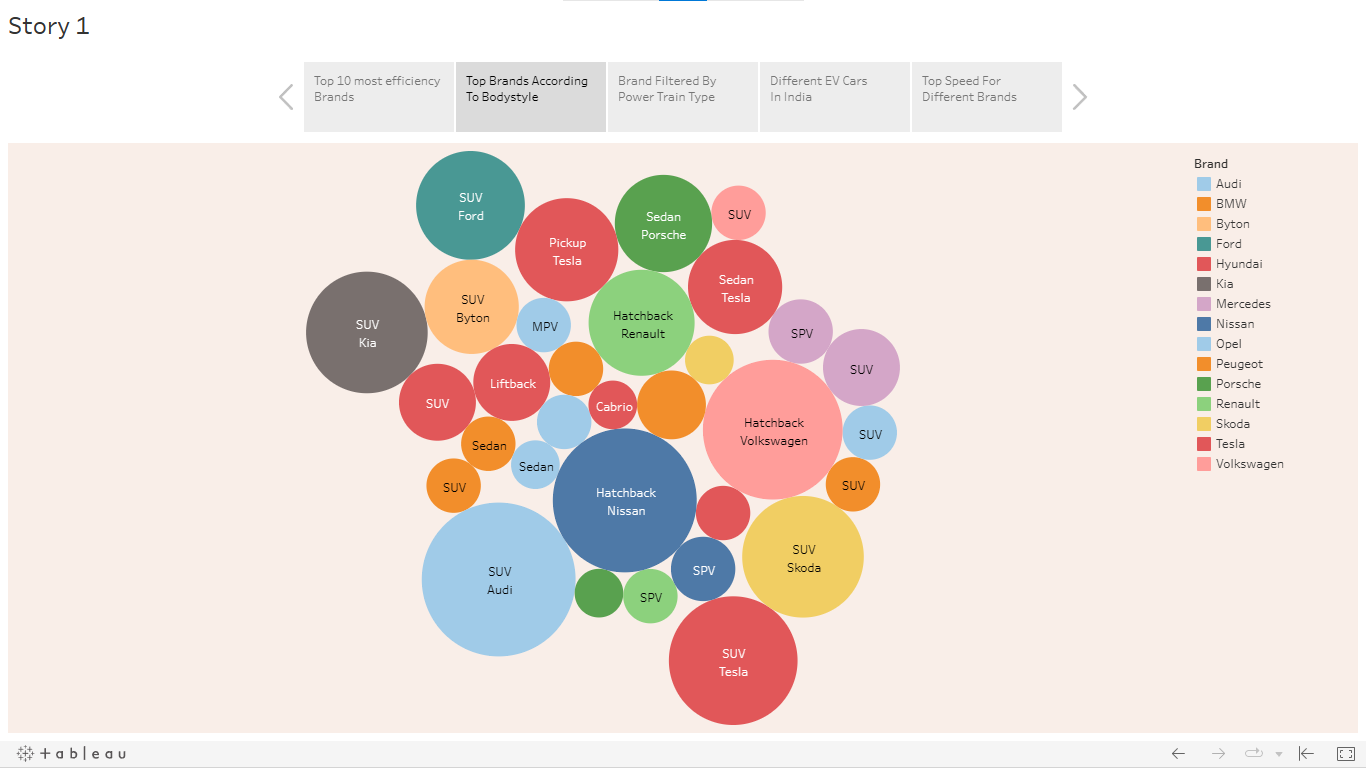 Story 1
Top 10 most efficiency
Brands
Top Brands According
To Bodystyle
Brand Filtered By
Power Train Type
Different EV Cars
In India
Top Speed For
Different Brands
SUV
Ford
Pickup
Tesla
Sedan
Porsche
SUV
Sedan
Tesla
SUV
Byton
MPV
Hatchback
Renault
SUV
Kia
SPV
SUV
Liftback
SUV
Cabrio
Hatchback
Volkswagen
SUV
Sedan
Sedan
SUV
SUV
Hatchback
Nissan
SUV
Skoda
SUV
Audi
SPV
SPV
SUV
Tesla
Brand
Audi
BMW
Byton
Ford
Hyundai
Kia
Mercedes
Nissan
Opel
Peugeot
Porsche
Renault
Skoda
Tesla
Volkswagen
+ableau